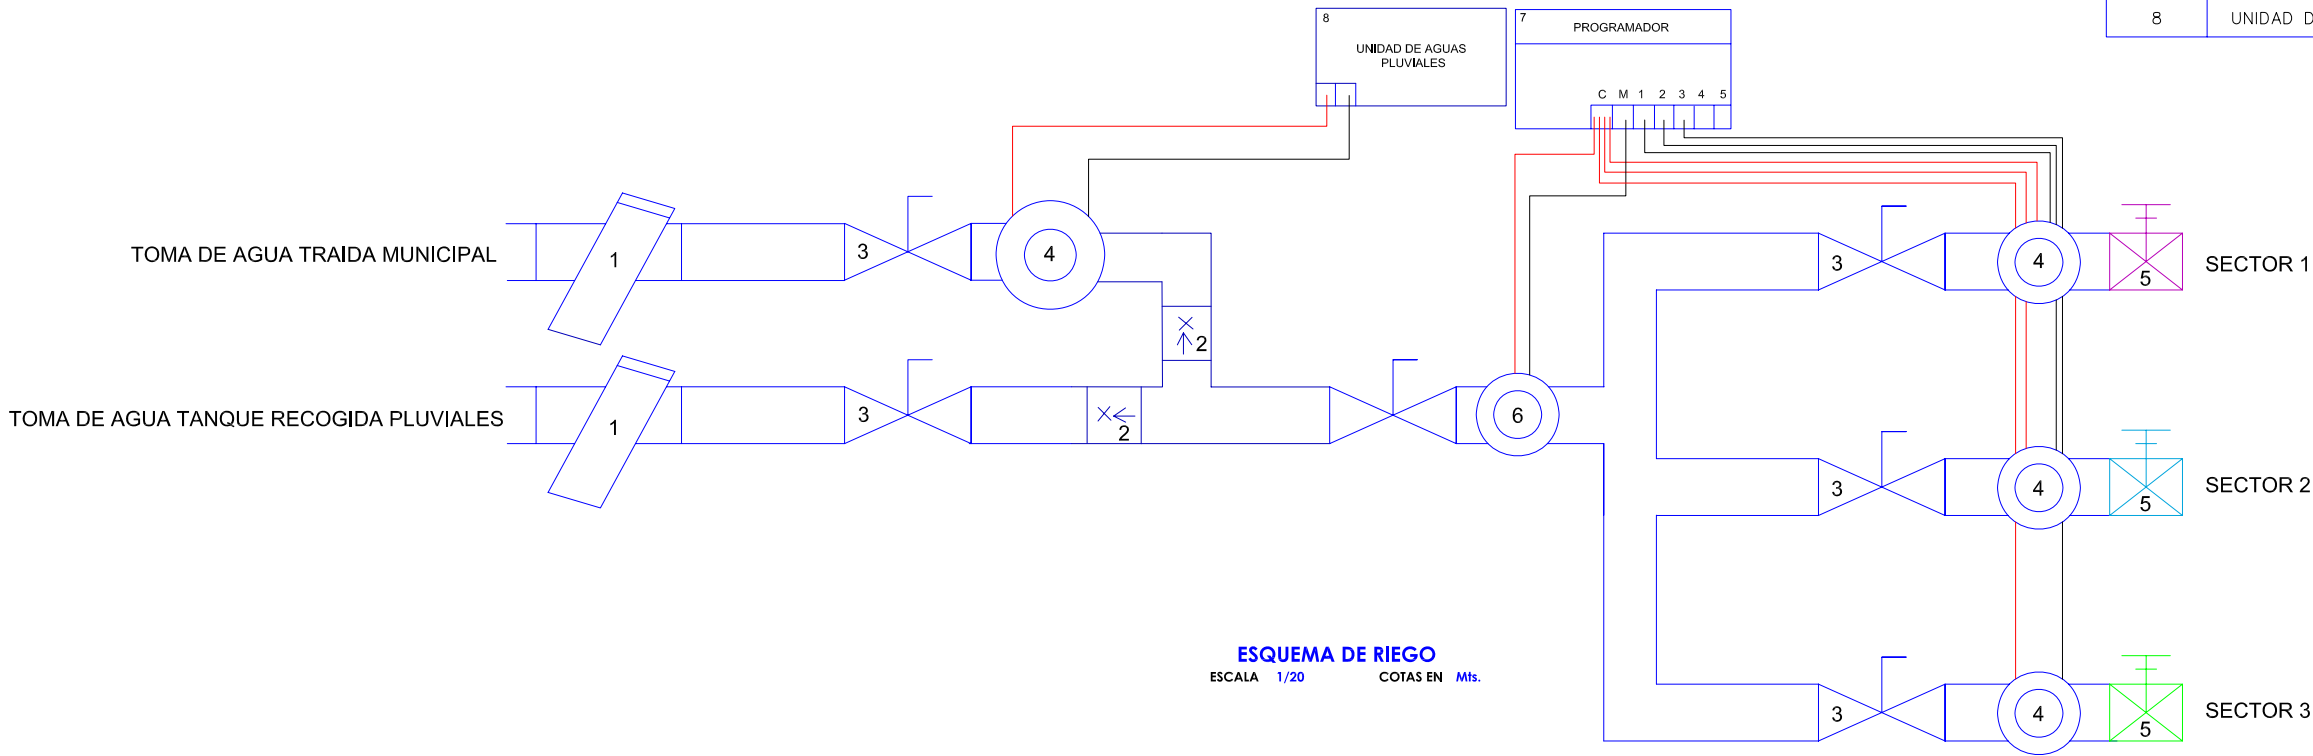 8 UNIDAD D
8
UNIDAD DE AGUAS
PLUVIALES
7
PROGRAMADOR
C M 1 2 3 4 5
TOMA DE AGUA TRAIDA MUNICIPAL
1
3
4
2
3
4
5
SECTOR 1
TOMA DE AGUA TANQUE RECOGIDA PLUVIALES
1
3
2
6
3
4
5
SECTOR 2
ESQUEMA DE RIEGO
ESCALA 1/20 COTAS EN Mts.
3
4
5
SECTOR 3